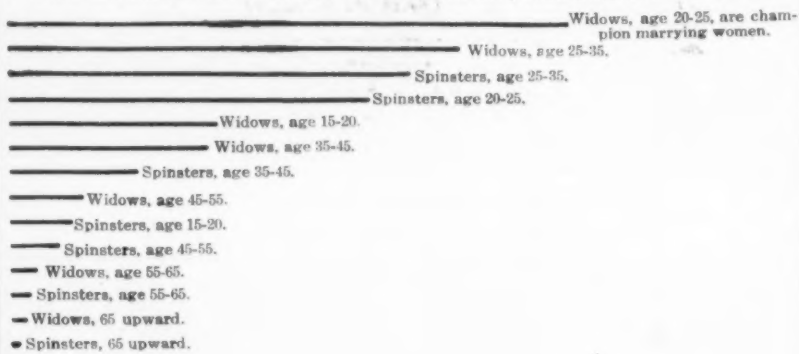 Widows, age 20-25, are cham-
pion marrying women.
Widows, age 25-35.
Spinsters, age 25-35.
Spinsters, age 20-25.
Widows, age 15-20.
Widows, age 35-45.
Spinsters, age 35-45.
Widows, age 45-55.
Spinsters, age 15-20.
Spinsters, age 45-55.
Widows, age 55-65.
Spinsters, age 55-65.
Widows, 65 upward.
Spinsters, 65 upward.